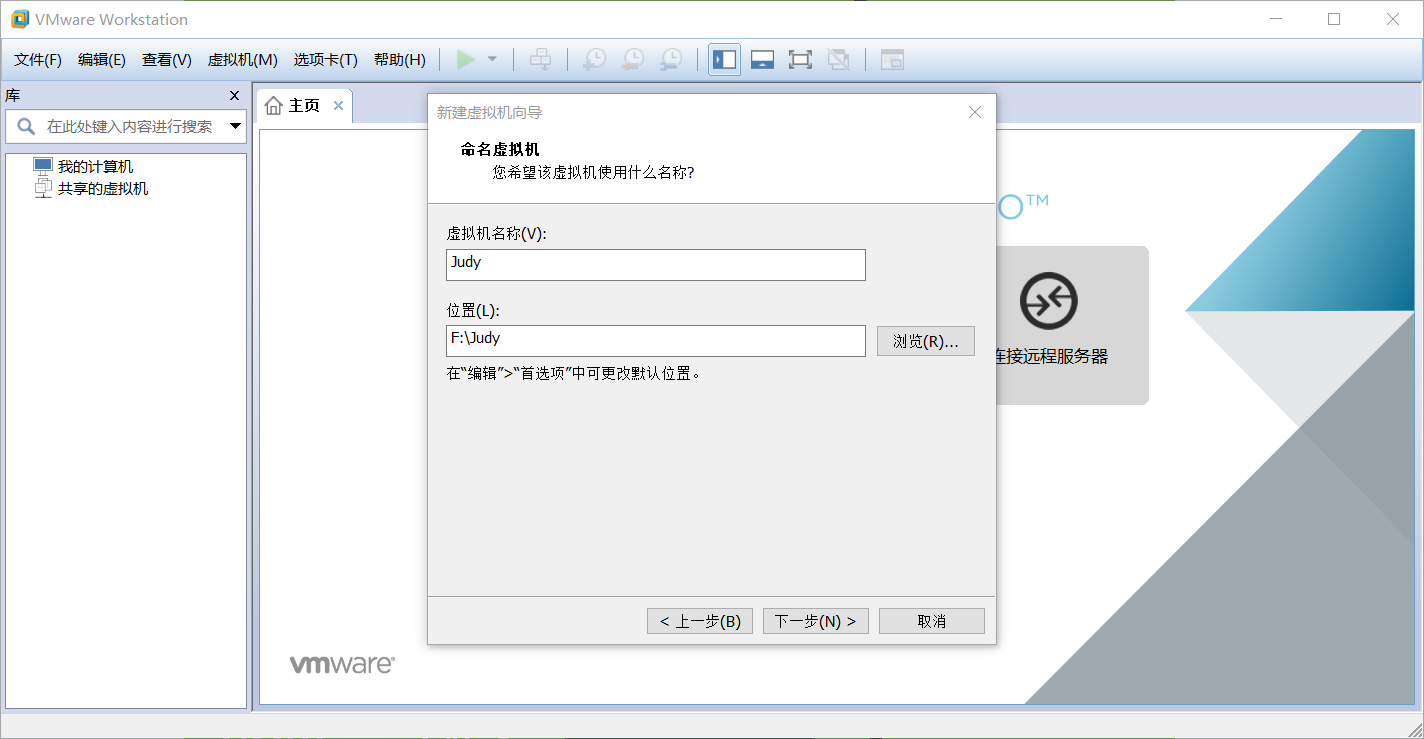 VMware Workstation
文件(F) 编辑(E) 查看(V) 虚拟机(M) 选项卡(T) 帮助(H)
库
在此处键入内容进行搜索
我的计算机
共享的虚拟机
主页
O™
连接远程服务器
新建虚拟机向导
命名虚拟机
您希望该虚拟机使用什么名称?
虚拟机名称(V):
Judy
位置(L):
F:\Judy
浏览(R)...
在“编辑”>“首选项”中可更改默认位置。
< 上一步(B) 下一步(N) > 取消
vmware®